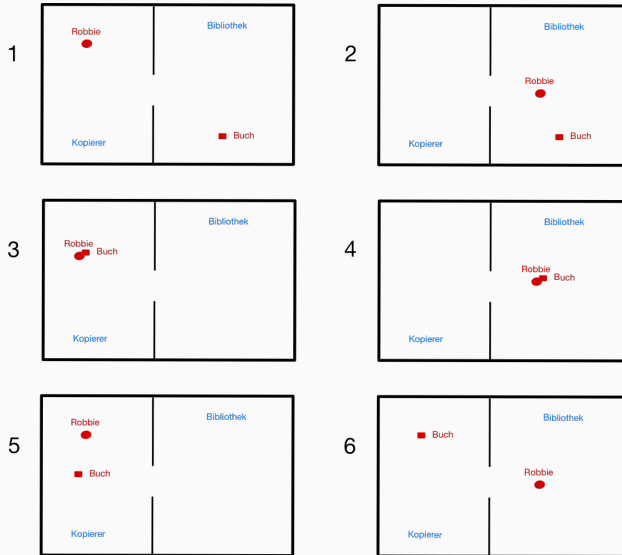 1
Robbie
Bibliothek
Buch
Kopierer
2
Bibliothek
Robbie
Buch
Kopierer
3
Bibliothek
Robbie
Buch
Kopierer
4
Bibliothek
Robbie
Buch
Kopierer
5
Robbie
Bibliothek
Buch
Kopierer
6
Bibliothek
Buch
Robbie
Kopierer